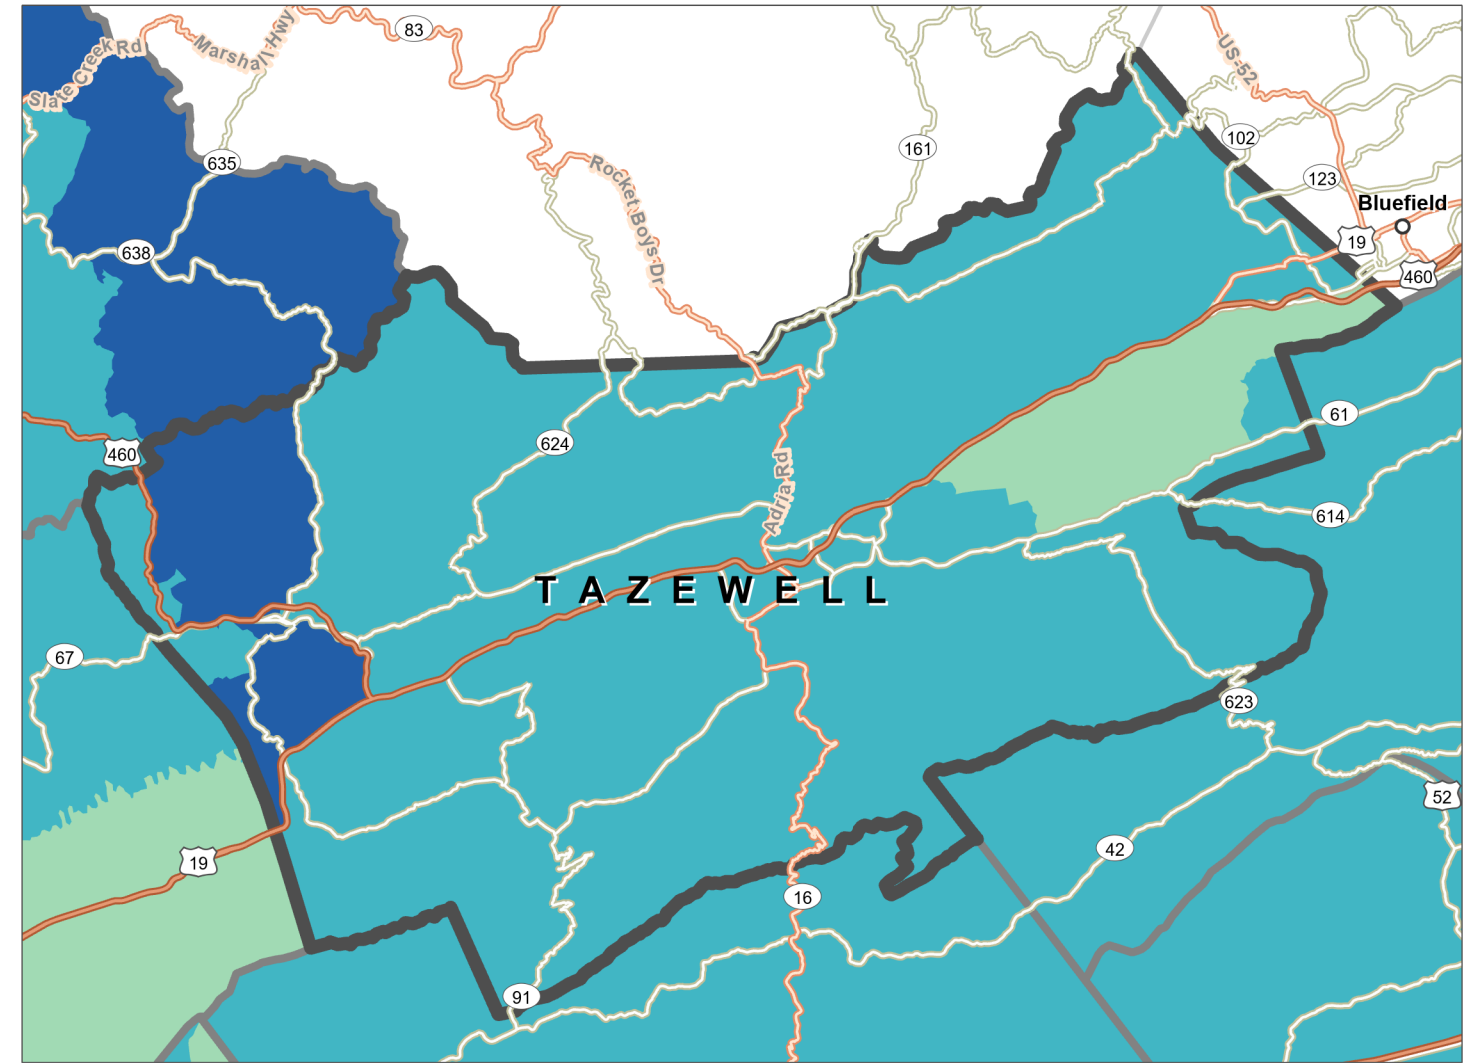 83
Slate Creek Rd
Marshall Hwy
US-52
635
161
102
123
Rocket Boys Dr
Bluefield
638
19
460
61
624
460
Adria Rd
614
TAZEWELL
67
623
52
42
19
16
91